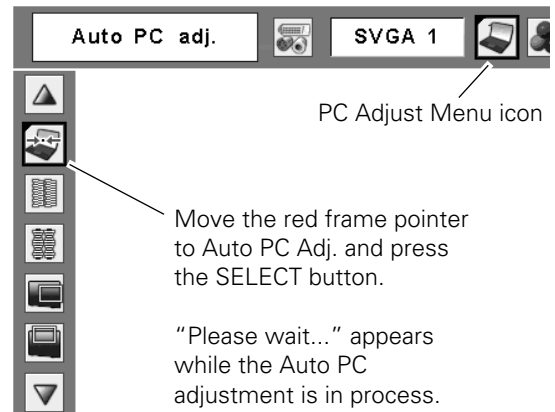 Auto PC adj.
SVGA 1
PC Adjust Menu icon
Move the red frame pointer
to Auto PC Adj. and press
the SELECT button.
“Please wait...” appears
while the Auto PC
adjustment is in process.